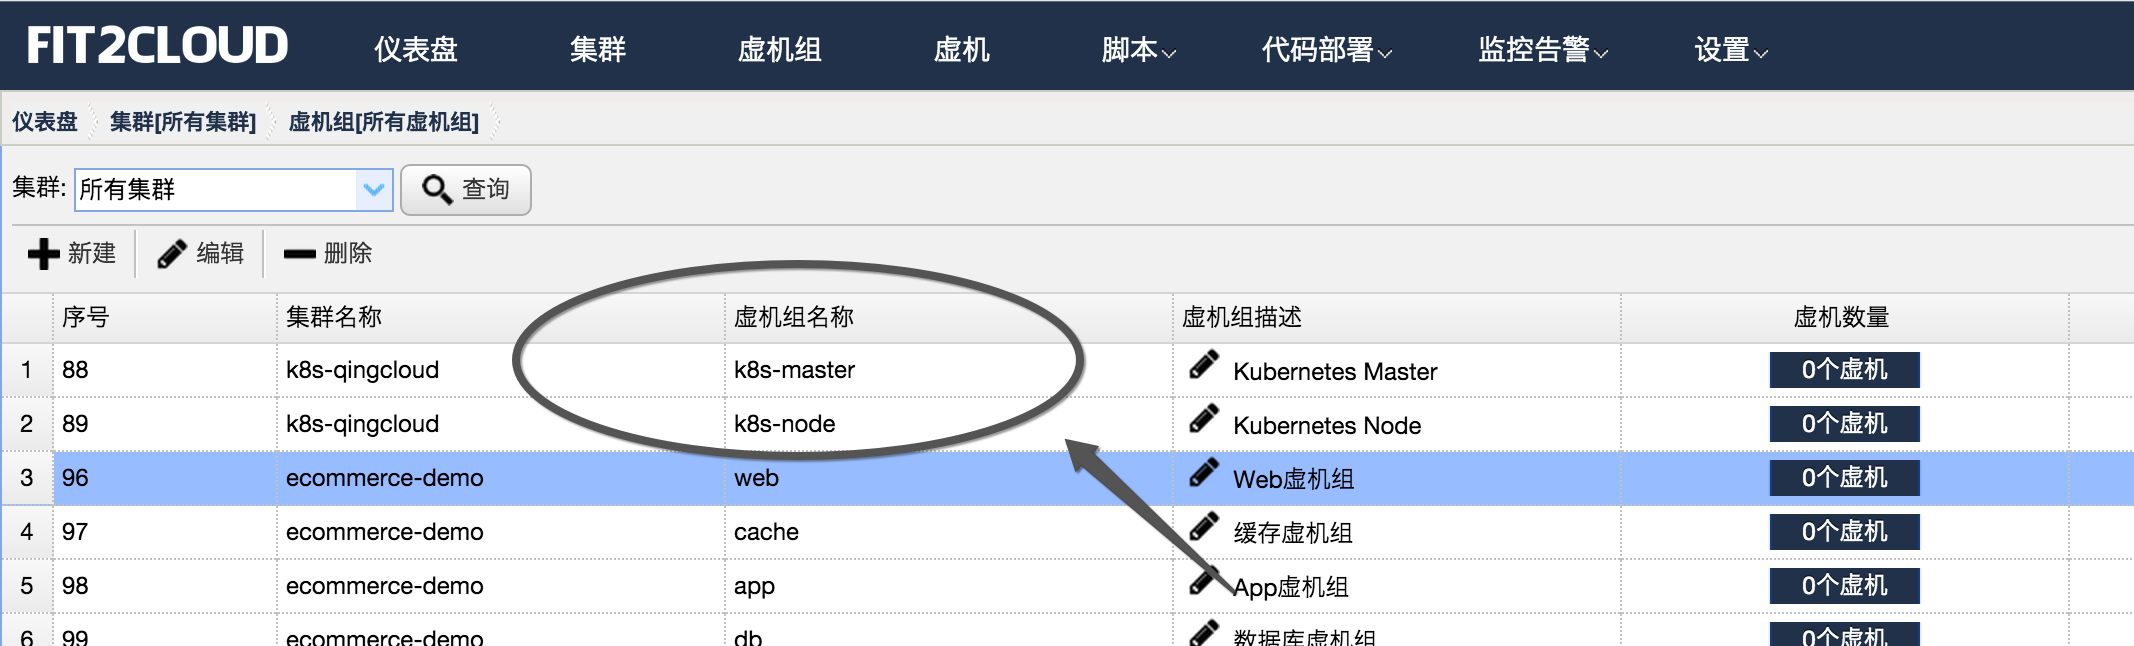 FIT2CLOUD 仪表盘 集群 虚机组 虚机 脚本 代码部署 监控告警 设置
仪表盘 集群[所有集群] 虚机组[所有虚机组]
集群: 所有集群 查询
新建 编辑 删除
序号 集群名称 虚机组名称 虚机组描述 虚机数量
1 88 k8s-qingcloud k8s-master Kubernetes Master 0个虚机
2 89 k8s-qingcloud k8s-node Kubernetes Node 0个虚机
3 96 ecommerce-demo web Web虚机组 0个虚机
4 97 ecommerce-demo cache 缓存虚机组 0个虚机
5 98 ecommerce-demo app App虚机组 0个虚机
6 99 ecommerce-demo db 数据库虚机组 0个虚机